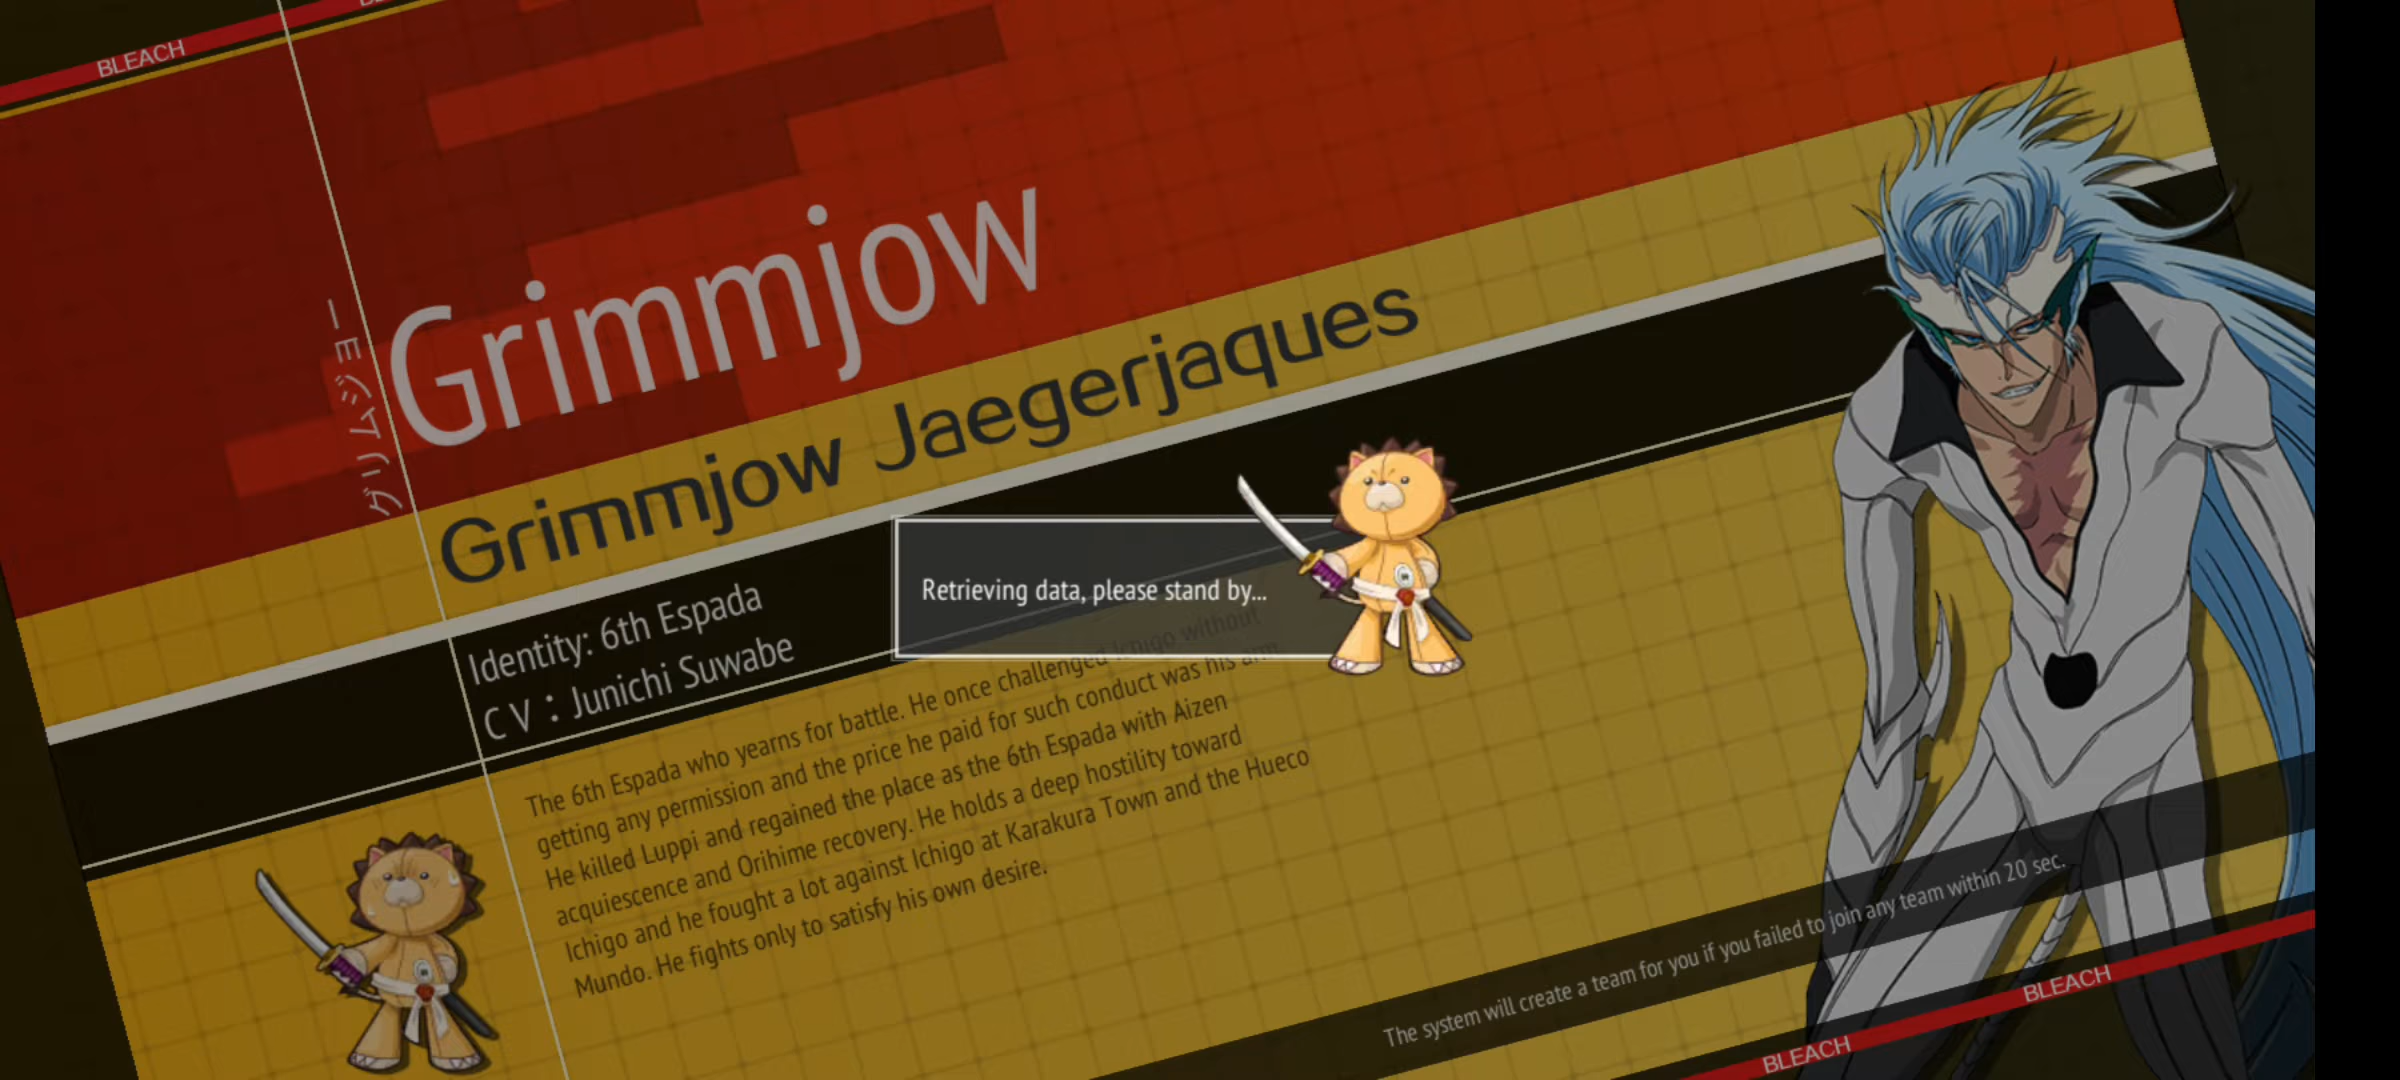 BLEACH
Grimmjow
グリムジョー
Grimmjow Jaegerjaques
Identity: 6th Espada
CV：Junichi Suwabe
Retrieving data, please stand by...
The 6th Espada who yearns for battle. He once challenged Ichigo without
getting any permission and the price he paid for such conduct was his arm.
He killed Luppi and regained the place as the 6th Espada with Aizen
acquiescence and Orihime recovery. He holds a deep hostility toward
Ichigo and he fought a lot against Ichigo at Karakura Town and the Hueco
Mundo. He fights only to satisfy his own desire.
The system will create a team for you if you failed to join any team within 20 sec.
BLEACH
BLEACH